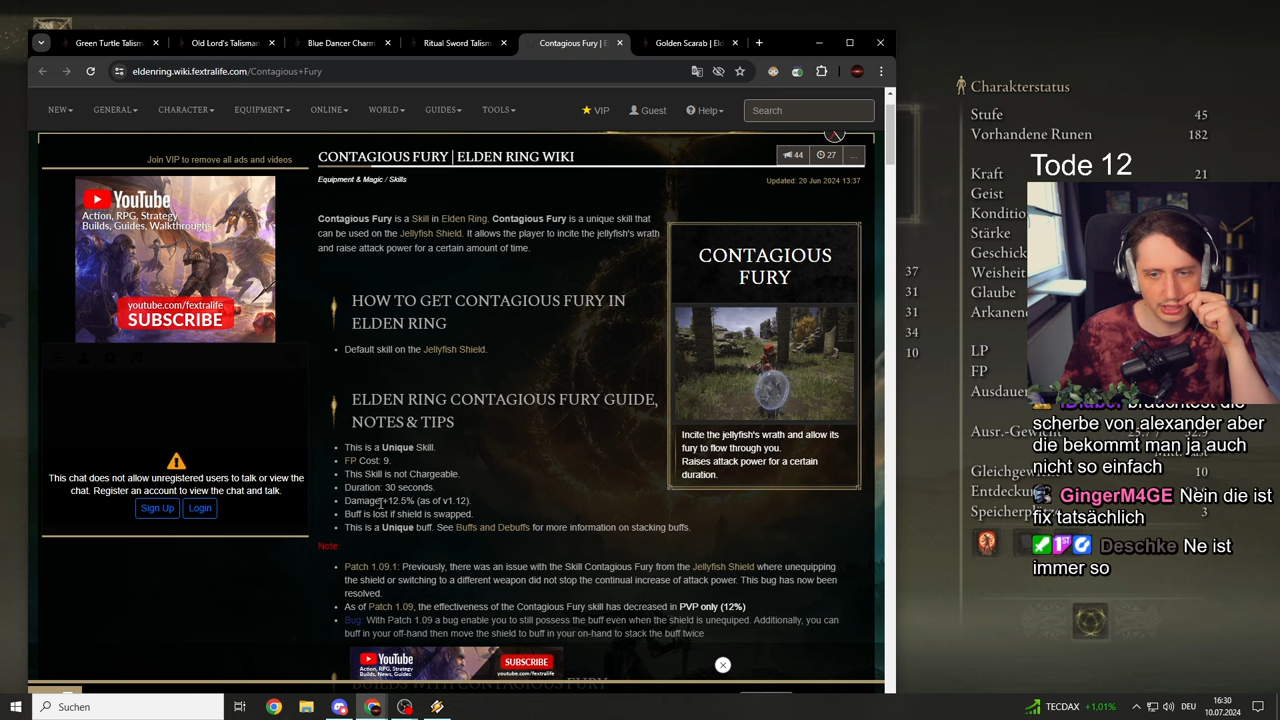 Green Turtle Talism
Old Lord's Talisman
Blue Dancer Charm
Ritual Sword Talism
Contagious Fury | E
Golden Scarab | Eld
eldenring.wiki.fextralife.com/Contagious+Fury
NEW GENERAL CHARACTER EQUIPMENT ONLINE WORLD GUIDES TOOLS VIP Guest Help Search
Join VIP to remove all ads and videos
YouTube
Action, RPG, Strategy
Builds, Guides, Walkthroughs
youtube.com/fextralife
SUBSCRIBE
This chat does not allow unregistered users to talk or view the
chat. Register an account to view the chat and talk.
Sign Up Login
CONTAGIOUS FURY | ELDEN RING WIKI
44 27 ...
Equipment & Magic / Skills
Updated: 20 Jun 2024 13:37
Contagious Fury is a Skill in Elden Ring. Contagious Fury is a unique skill that
can be used on the Jellyfish Shield. It allows the player to incite the jellyfish's wrath
and raise attack power for a certain amount of time.
CONTAGIOUS
FURY
Incite the jellyfish's wrath and allow its
fury to flow through you.
Raises attack power for a certain
duration.
HOW TO GET CONTAGIOUS FURY IN
ELDEN RING
Default skill on the Jellyfish Shield.
ELDEN RING CONTAGIOUS FURY GUIDE,
NOTES & TIPS
This is a Unique Skill.
FP Cost: 9.
This Skill is not Chargeable.
Duration: 30 seconds.
Damage +12.5% (as of v1.12).
Buff is lost if shield is swapped.
This is a Unique buff. See Buffs and Debuffs for more information on stacking buffs.
Note:
Patch 1.09.1: Previously, there was an issue with the Skill Contagious Fury from the Jellyfish Shield where unequipping
the shield or switching to a different weapon did not stop the continual increase of attack power. This bug has now been
resolved.
As of Patch 1.09, the effectiveness of the Contagious Fury skill has decreased in PVP only (12%)
Bug: With Patch 1.09 a bug enable you to still possess the buff even when the shield is unequiped. Additionally, you can
buff in your off-hand then move the shield to buff in your on-hand to stack the buff twice
YouTube
Action, RPG, Strategy
Builds, News, Guides
SUBSCRIBE
youtube.com/fextralife
BUILDS WITH CONTAGIOUS FURY
37
31
31
34
10
Charakterstatus
Stufe 45
Vorhandene Runen 182
Kraft 21
Geist
Konditio
Stärke
Geschick
Weisheit
Glaube
Arkanen
LP
FP
Ausdauer
Ausr.-Gewicht
Gleichgew 10
Entdecku
Speicherpl 3
Tode 12
brauchtest die
scherbe von alexander aber
die bekommt man ja auch
nicht so einfach
GingerM4GE Nein die ist
fix tatsächlich
Deschke Ne ist
immer so
Suchen
TECDAX +1,01%
DEU
16:30
10.07.2024